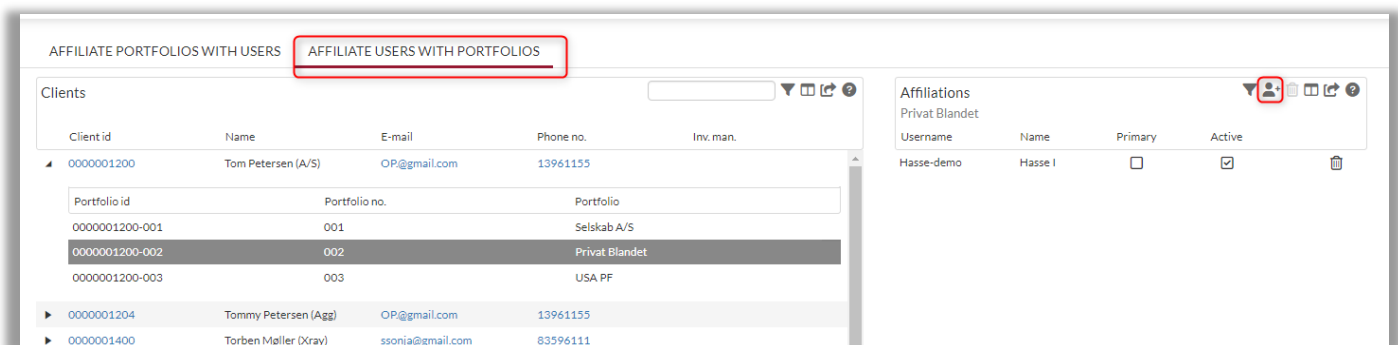 AFFILIATE PORTFOLIOS WITH USERS AFFILIATE USERS WITH PORTFOLIOS
Clients
Client id Name E-mail Phone no. Inv. man.
0000001200 Tom Petersen (A/S) OP.@gmail.com 13961155
Portfolio id Portfolio no. Portfolio
0000001200-001 001 Selskab A/S
0000001200-002 002 Privat Blandet
0000001200-003 003 USA PF
0000001204 Tommy Petersen (Agg) OP.@gmail.com 13961155
0000001400 Torben Møller (Xray) ssonja@gmail.com 83596111
Affiliations
Privat Blandet
Username Name Primary Active
Hasse-demo Hasse I